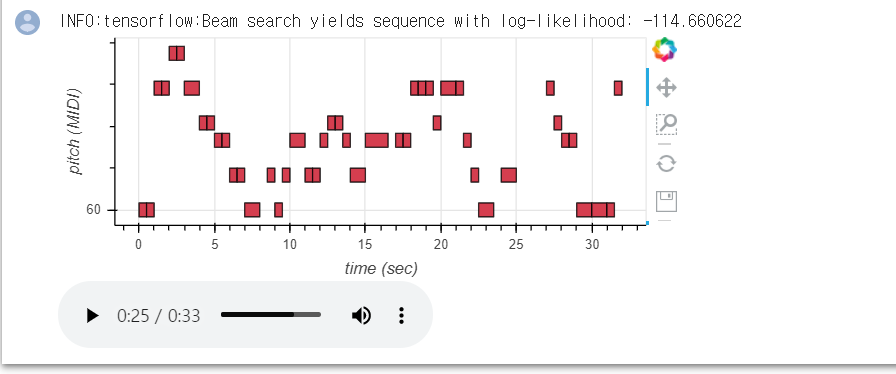 INFO:tensorflow:Beam search yields sequence with log-likelihood: -114.660622
pitch (MIDI)
60
0 5 10 15 20 25 30
time (sec)
0:25 / 0:33